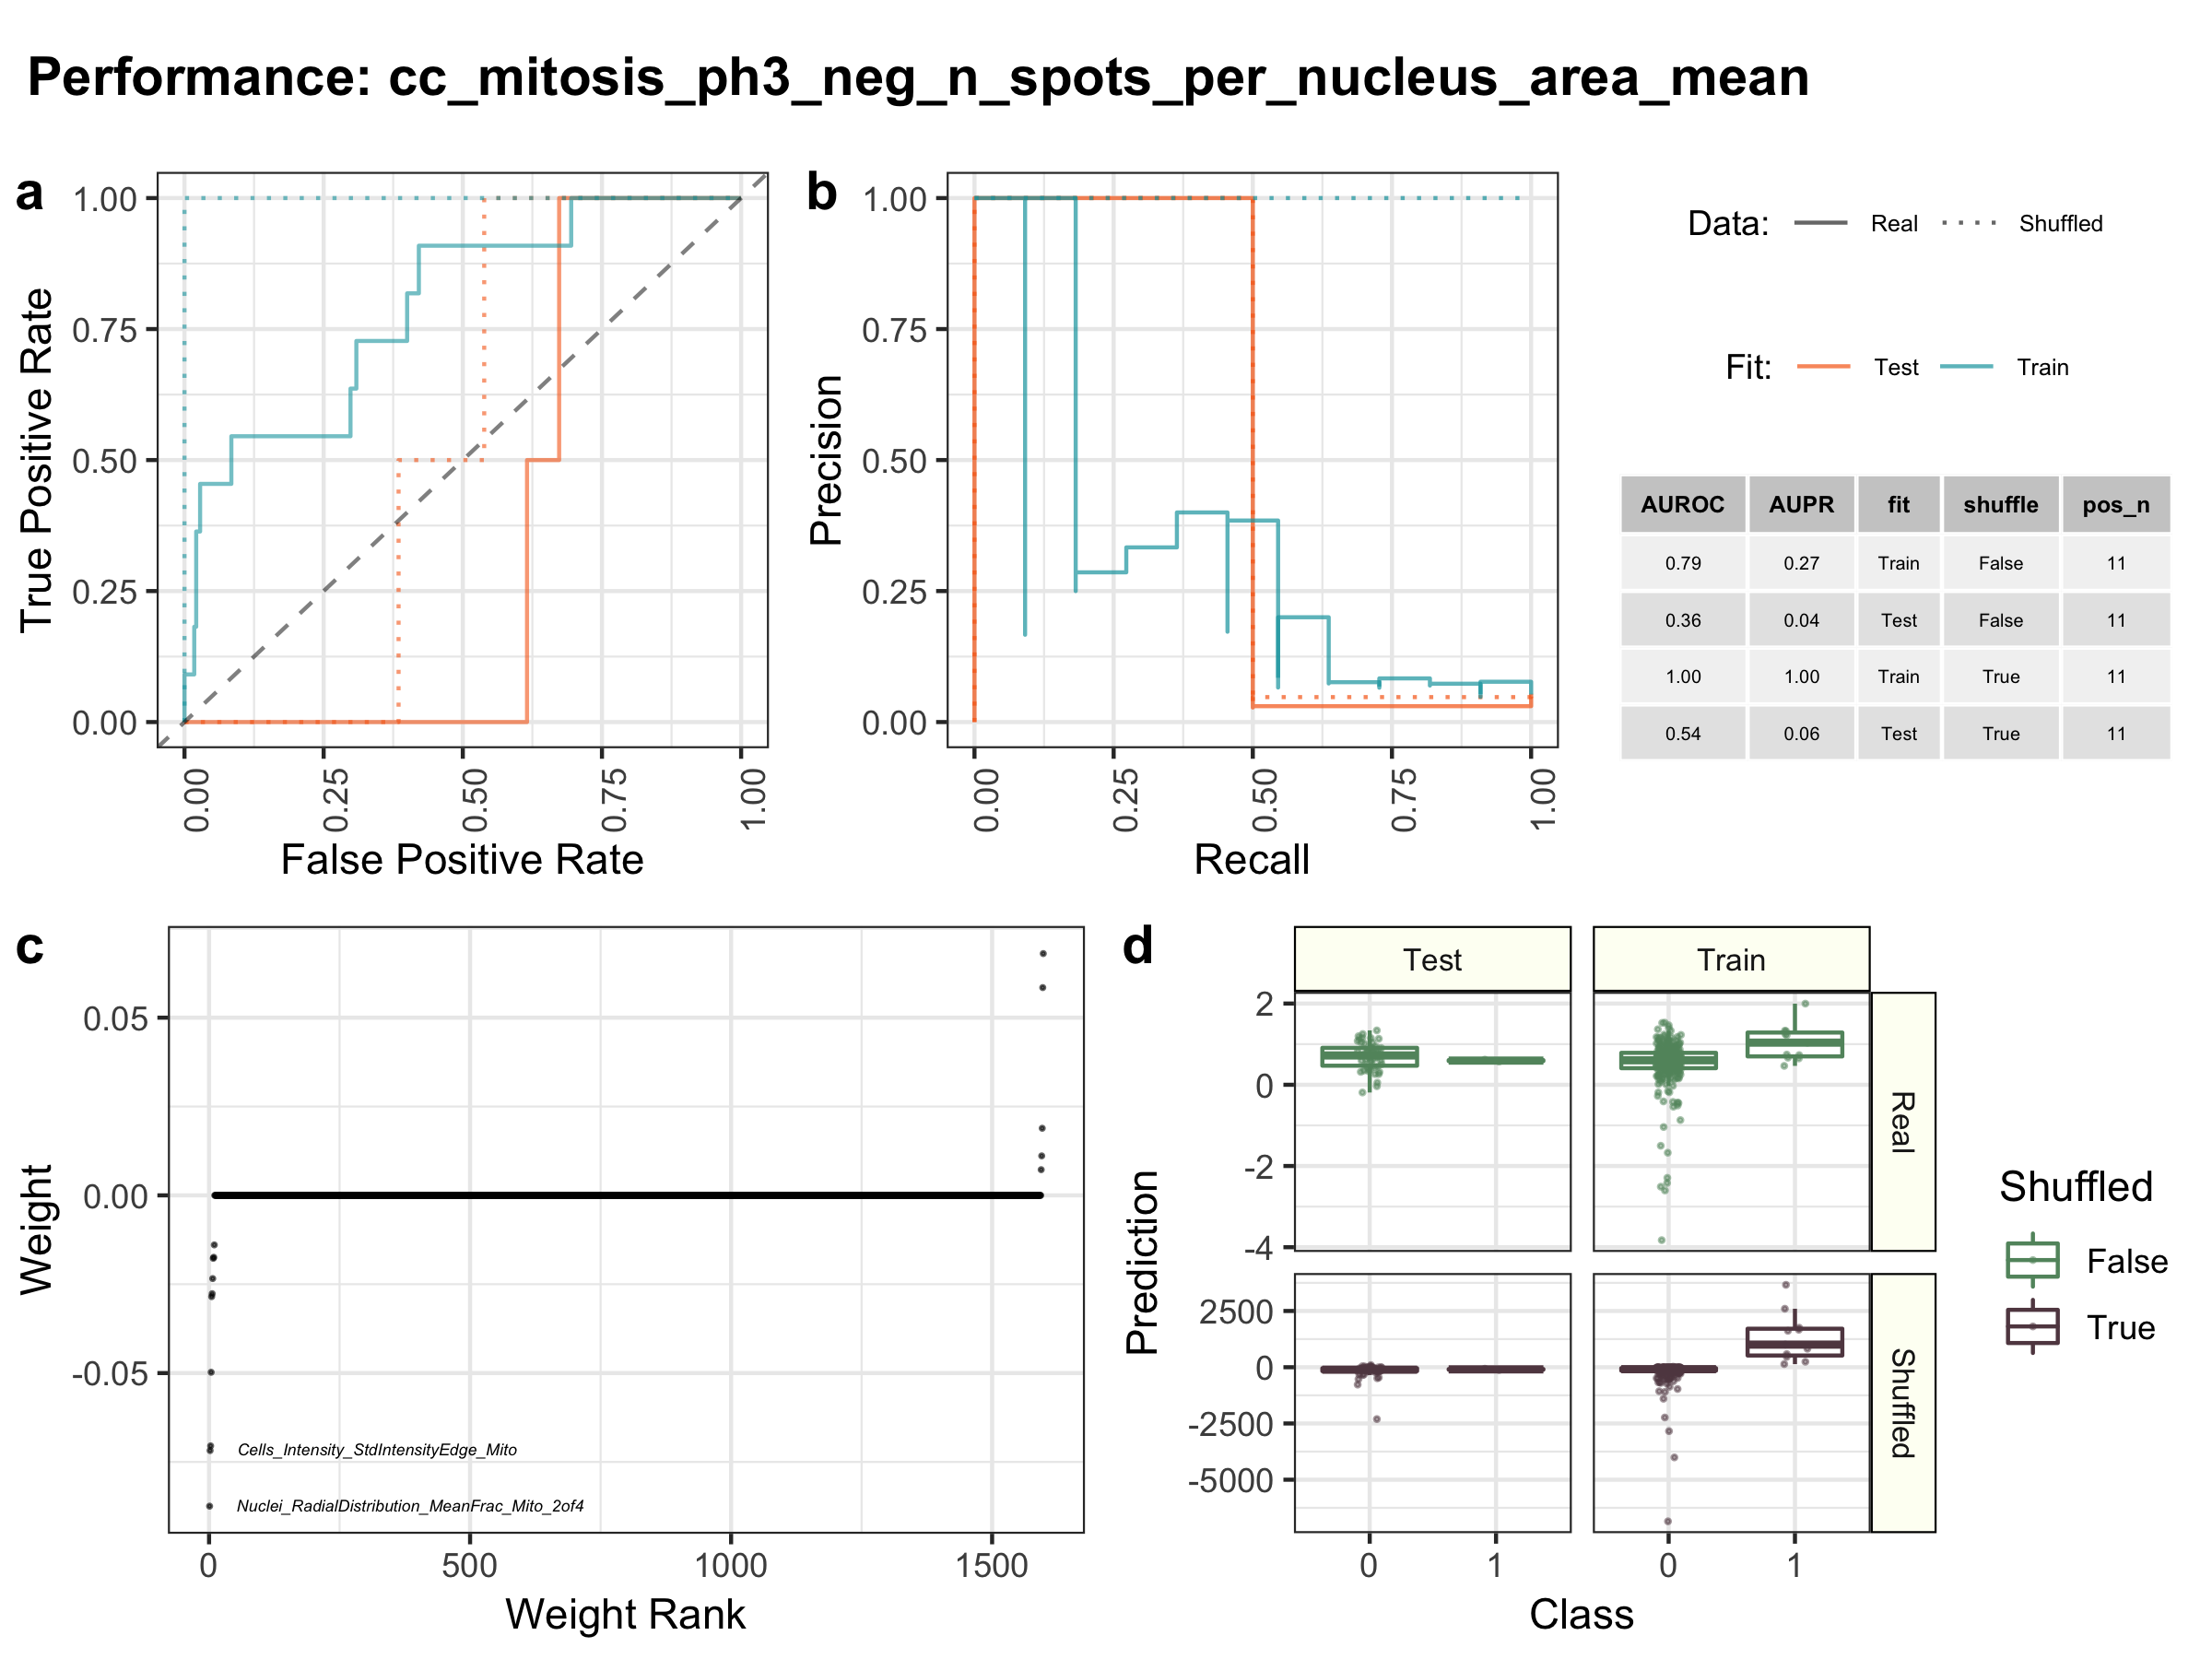 Performance: cc_mitosis_ph3_neg_n_spots_per_nucleus_area_mean
a
True Positive Rate
1.00
0.75
0.50
0.25
0.00
0.00 0.25 0.50 0.75 1.00
False Positive Rate
b
Precision
1.00
0.75
0.50
0.25
0.00
0.00 0.25 0.50 0.75 1.00
Recall
Data: Real Shuffled
Fit: Test Train
AUROC AUPR fit shuffle pos_n
0.79 0.27 Train False 11
0.36 0.04 Test False 11
1.00 1.00 Train True 11
0.54 0.06 Test True 11
c
Weight
0.05
0.00
-0.05
Cells_Intensity_StdIntensityEdge_Mito
Nuclei_RadialDistribution_MeanFrac_Mito_2of4
0 500 1000 1500
Weight Rank
d
Test Train
Prediction
2
0
-2
-4
Real
2500
0
-2500
-5000
Shuffled
0 1 0 1
Class
Shuffled
False
True